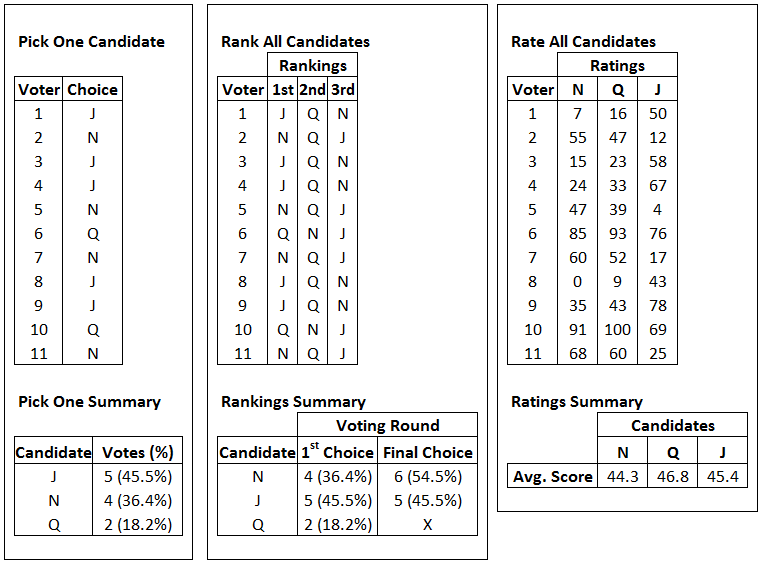 Pick One Candidate
Voter Choice
1 J
2 N
3 J
4 J
5 N
6 Q
7 N
8 J
9 J
10 Q
11 N
Pick One Summary
Candidate Votes (%)
J 5 (45.5%)
N 4 (36.4%)
Q 2 (18.2%)
Rank All Candidates
Rankings
Voter 1st 2nd 3rd
1 J Q N
2 N Q J
3 J Q N
4 J Q N
5 N Q J
6 Q N J
7 N Q J
8 J Q N
9 J Q N
10 Q N J
11 N Q J
Rankings Summary
Voting Round
Candidate 1st Choice Final Choice
N 4 (36.4%) 6 (54.5%)
J 5 (45.5%) 5 (45.5%)
Q 2 (18.2%) X
Rate All Candidates
Ratings
Voter N Q J
1 7 16 50
2 55 47 12
3 15 23 58
4 24 33 67
5 47 39 4
6 85 93 76
7 60 52 17
8 0 9 43
9 35 43 78
10 91 100 69
11 68 60 25
Ratings Summary
Candidates
N Q J
Avg. Score 44.3 46.8 45.4